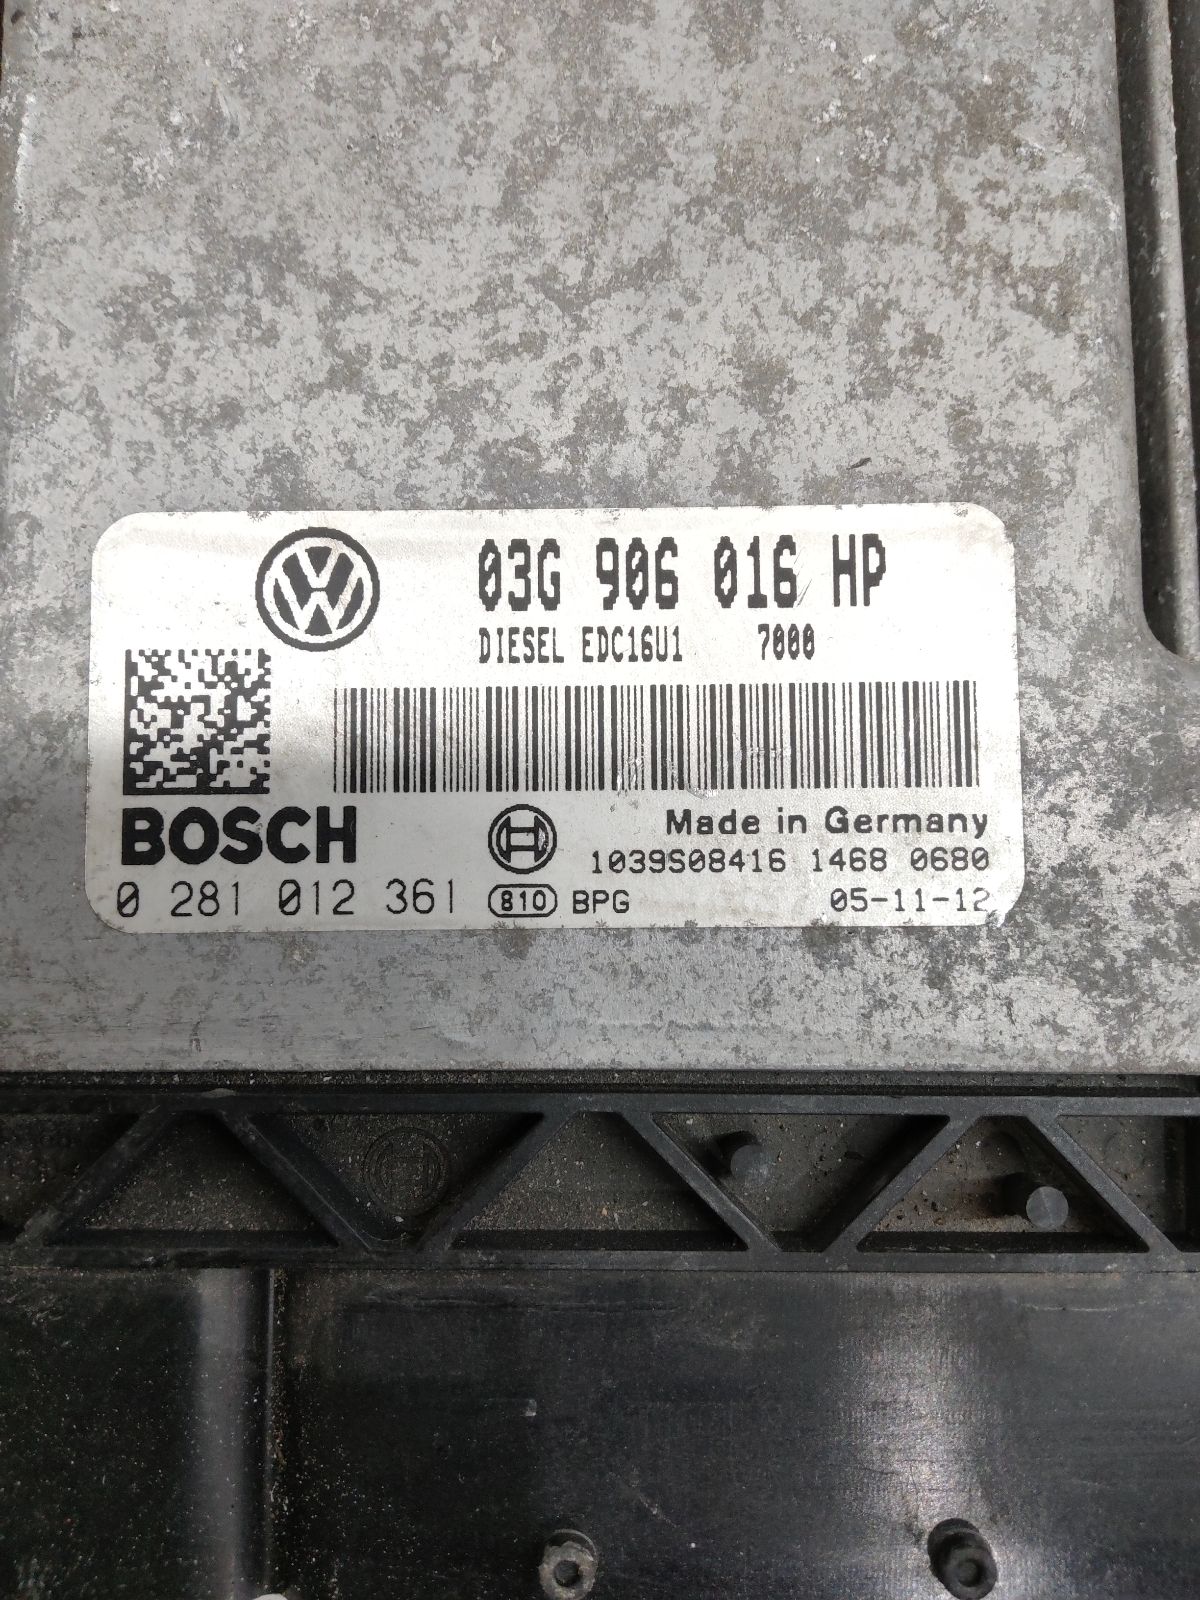 03G 906 016 HP
DIESEL EDC16U1 7000
BOSCH
Made in Germany
1039S08416 1468 0680
0 281 012 361 810 BPG 05-11-12